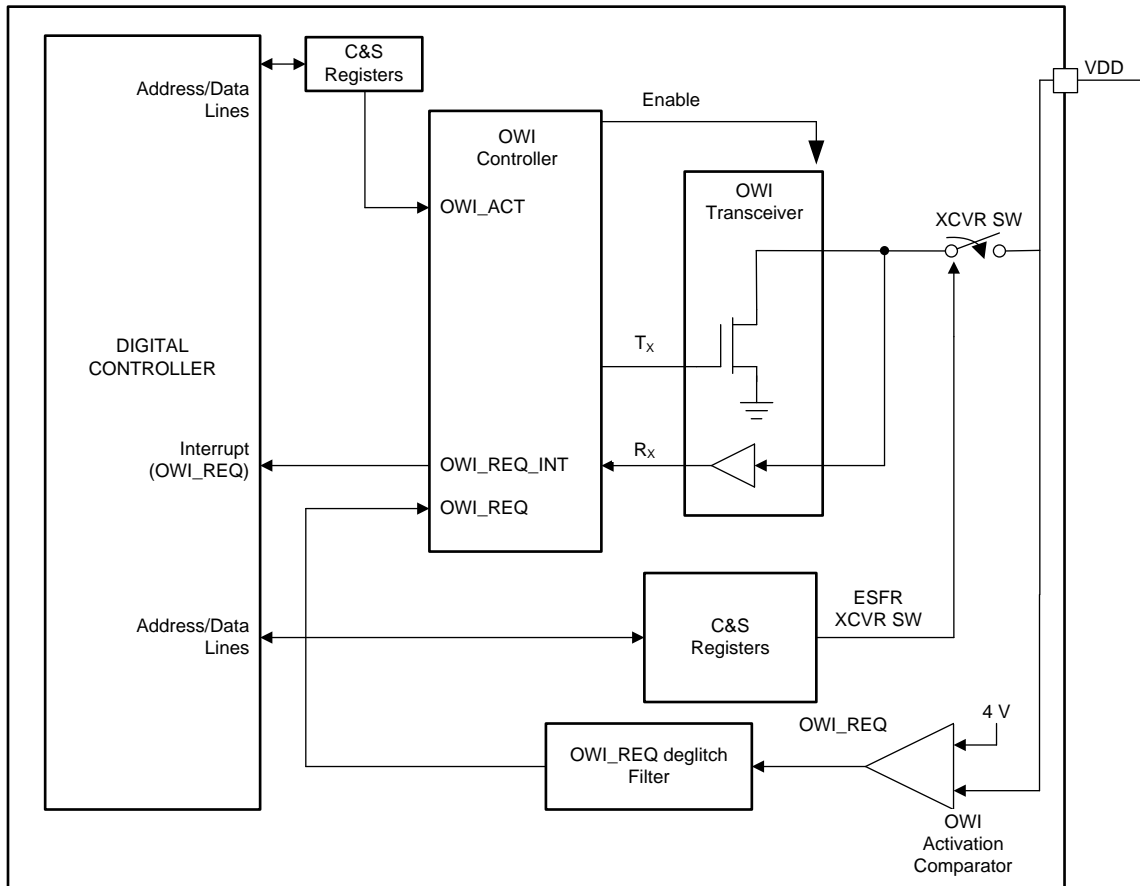 C&S
Registers
VDD
Address/Data
Lines
Enable
OWI
Controller
OWI
Transceiver
OWI_ACT
XCVR SW
DIGITAL
CONTROLLER
TX
Interrupt
(OWI_REQ)
OWI_REQ_INT
RX
OWI_REQ
Address/Data
Lines
C&S
Registers
ESFR
XCVR SW
4 V
OWI_REQ
OWI_REQ deglitch
Filter
OWI
Activation
Comparator